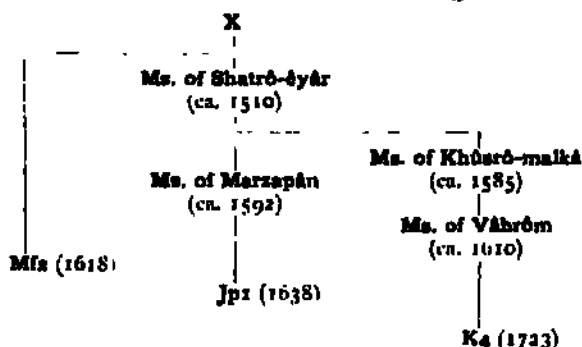 X
Ms. of Shatrô-êyâr
(ca. 1510)
Ms. of Khûsrô-malkâ
(ca. 1585)
Ms. of Marzapân
(ca. 1592)
Ms. of Vâhrôm
(ca. 1610)
Mf2 (1618)
Jp1 (1638)
K4 (1723)